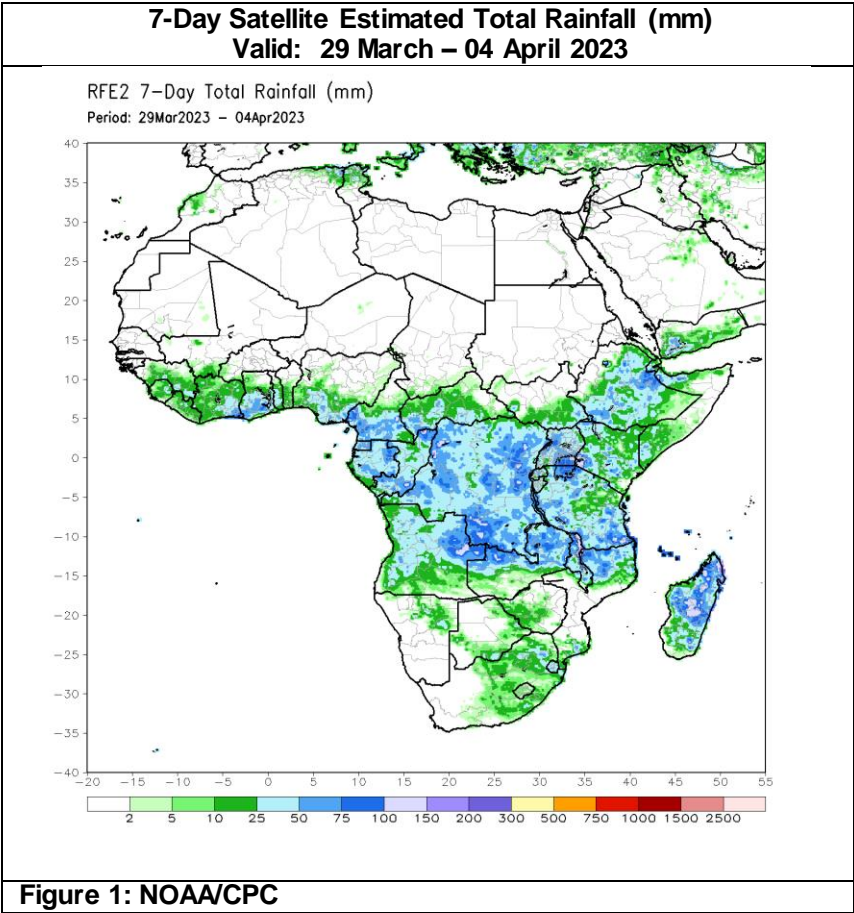 7-Day Satellite Estimated Total Rainfall (mm)
Valid: 29 March – 04 April 2023
RFE2 7-Day Total Rainfall (mm)
Period: 29Mar2023 - 04Apr2023
40
35
30
25
20
15
10
5
0
-5
-10
-15
-20
-25
-30
-35
-40
-20 -15 -10 -5 0 5 10 15 20 25 30 35 40 45 50 55
2 5 10 25 50 75 100 150 200 300 500 750 1000 1500 2500
Figure 1: NOAA/CPC